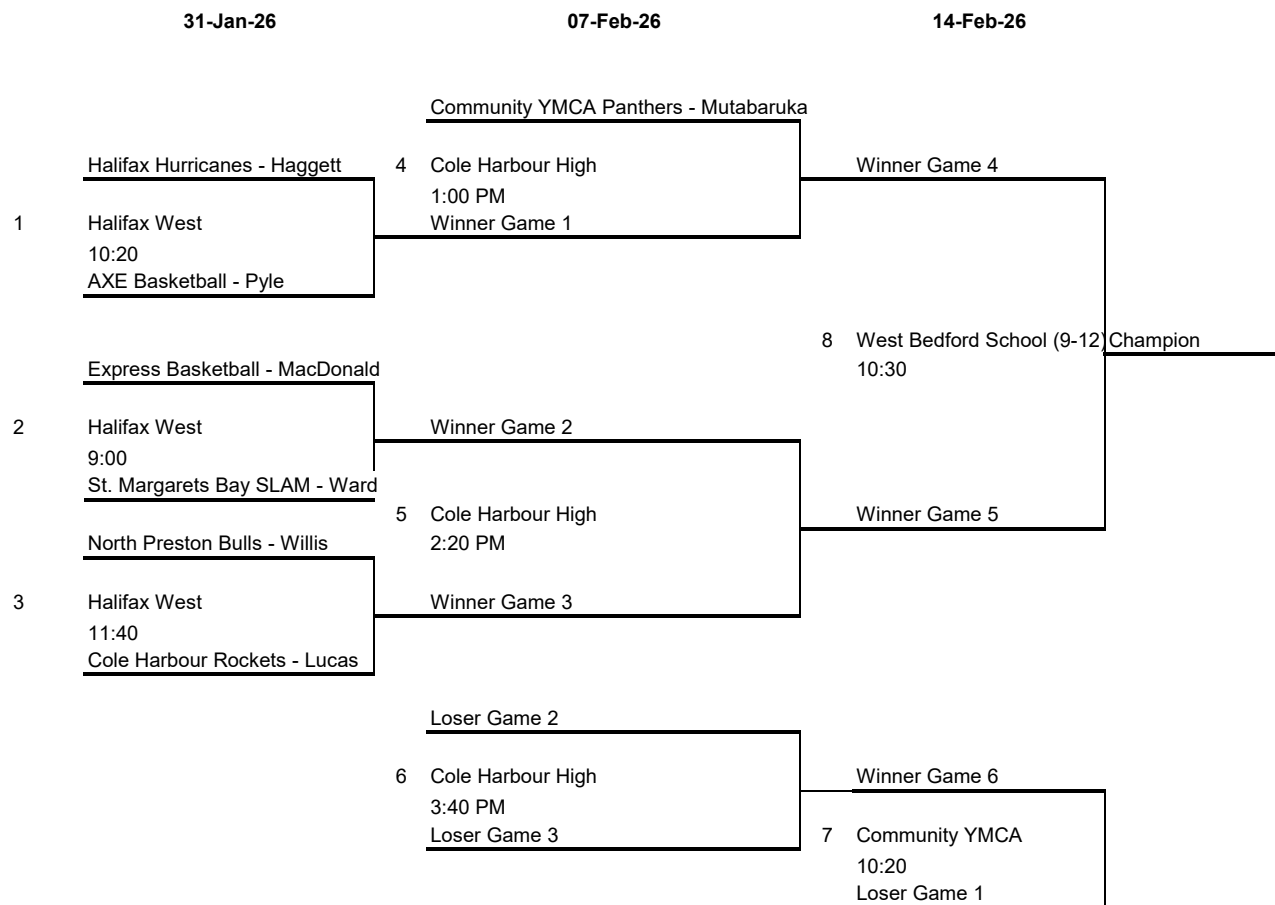 31-Jan-26 07-Feb-26 14-Feb-26
Community YMCA Panthers - Mutabaruka
Halifax Hurricanes - Haggett 4 Cole Harbour High Winner Game 4
1:00 PM
1 Halifax West Winner Game 1
10:20
AXE Basketball - Pyle
8 West Bedford School (9-12) Champion
Express Basketball - MacDonald 10:30
2 Halifax West Winner Game 2
9:00
St. Margarets Bay SLAM - Ward
5 Cole Harbour High Winner Game 5
North Preston Bulls - Willis 2:20 PM
3 Halifax West Winner Game 3
11:40
Cole Harbour Rockets - Lucas
Loser Game 2
6 Cole Harbour High Winner Game 6
3:40 PM
Loser Game 3 7 Community YMCA
10:20
Loser Game 1